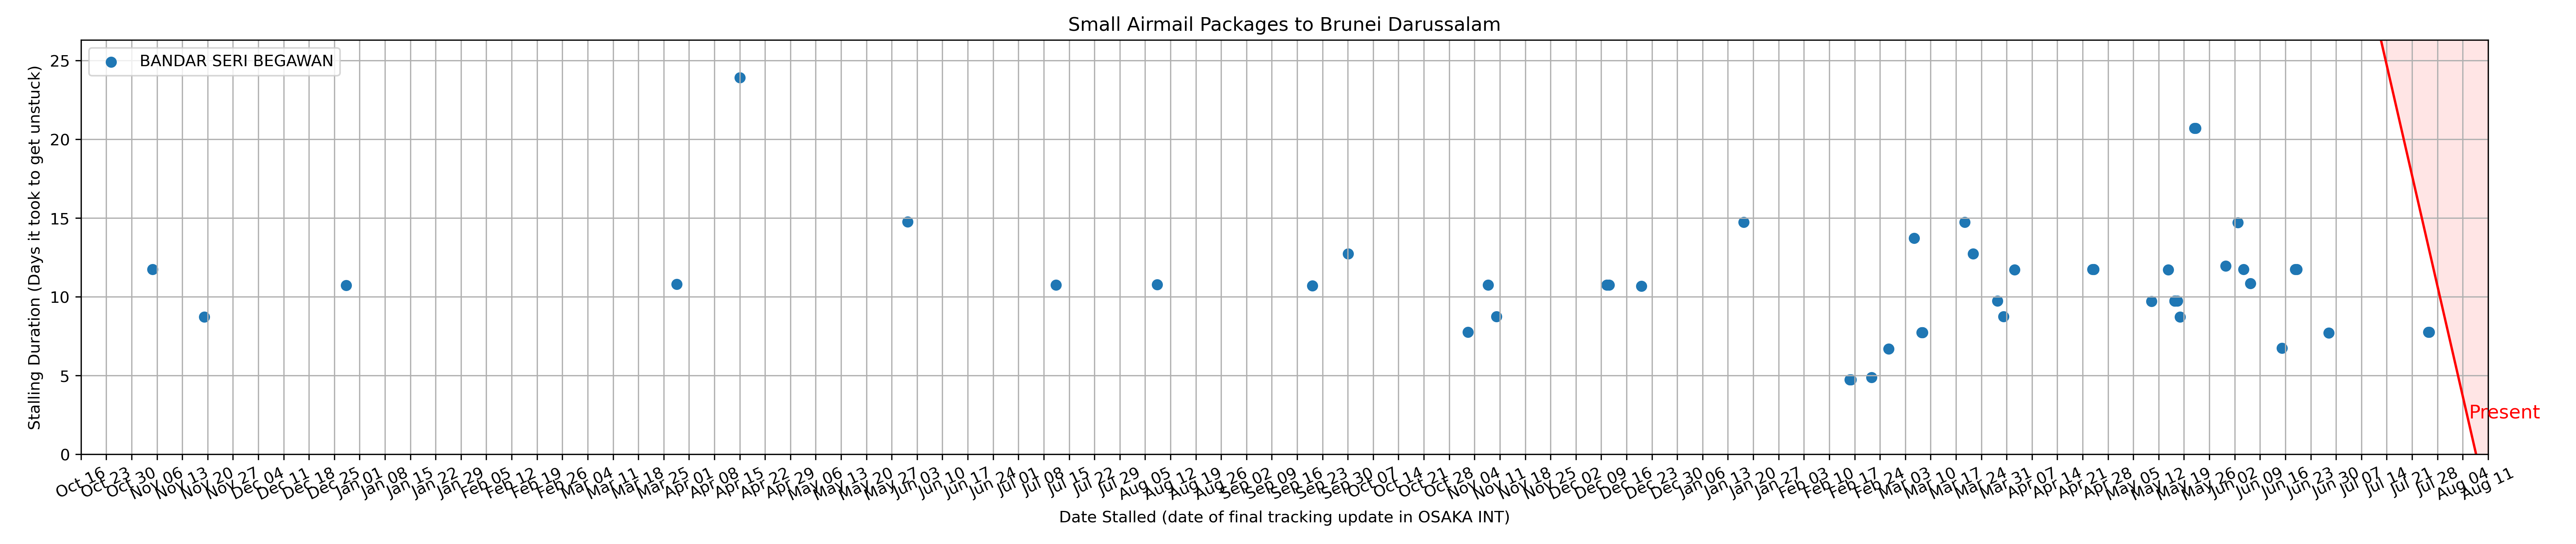 Small Airmail Packages to Brunei Darussalam
BANDAR SERI BEGAWAN
Stalling Duration (Days it took to get unstuck)
25
20
15
10
5
0
Present
Oct 16 Oct 23 Oct 30 Nov 06 Nov 13 Nov 20 Nov 27 Dec 04 Dec 11 Dec 18 Dec 25 Jan 01 Jan 08 Jan 15 Jan 22 Jan 29 Feb 05 Feb 12 Feb 19 Feb 26 Mar 04 Mar 11 Mar 18 Mar 25 Apr 01 Apr 08 Apr 15 Apr 22 Apr 29 May 06 May 13 May 20 May 27 Jun 03 Jun 10 Jun 17 Jun 24 Jul 01 Jul 08 Jul 15 Jul 22 Jul 29 Aug 05 Aug 12 Aug 19 Aug 26 Sep 02 Sep 09 Sep 16 Sep 23 Sep 30 Oct 07 Oct 14 Oct 21 Oct 28 Nov 04 Nov 11 Nov 18 Nov 25 Dec 02 Dec 09 Dec 16 Dec 23 Dec 30 Jan 06 Jan 13 Jan 20 Jan 27 Feb 03 Feb 10 Feb 17 Feb 24 Mar 03 Mar 10 Mar 17 Mar 24 Mar 31 Apr 07 Apr 14 Apr 21 Apr 28 May 05 May 12 May 19 May 26 Jun 02 Jun 09 Jun 16 Jun 23 Jun 30 Jul 07 Jul 14 Jul 21 Jul 28 Aug 04 Aug 11
Date Stalled (date of final tracking update in OSAKA INT)